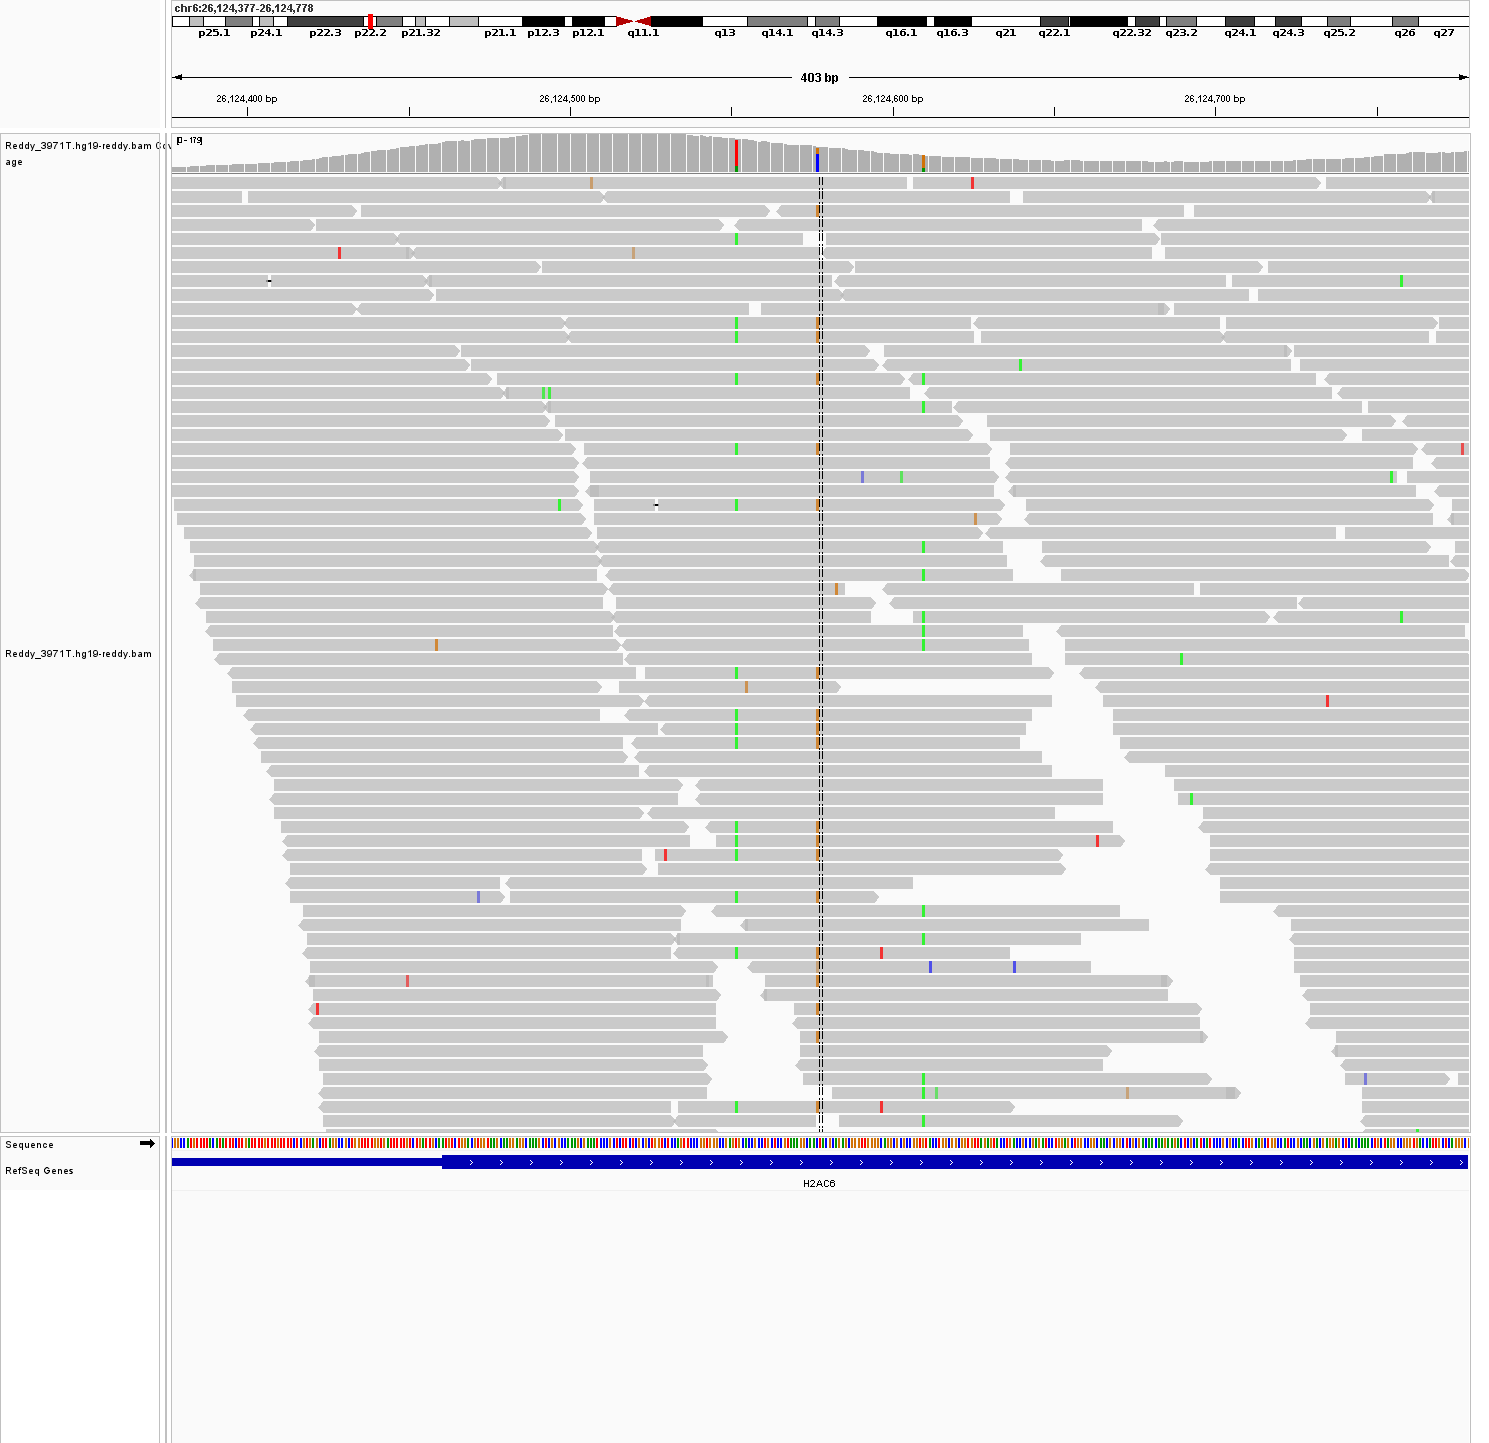 chr6:26,124,377-26,124,778
p25.1 p24.1 p22.3 p22.2 p21.32 p21.1 p12.3 p12.1 q11.1 q13 q14.1 q14.3 q16.1 q16.3 q21 q22.1 q22.32 q23.2 q24.1 q24.3 q25.2 q26 q27
403 bp
26,124,400 bp 26,124,500 bp 26,124,600 bp 26,124,700 bp
[0 - 179]
Reddy_3971T.hg19-reddy.bam Cov
age
Reddy_3971T.hg19-reddy.bam
Sequence
RefSeq Genes
H2AC6